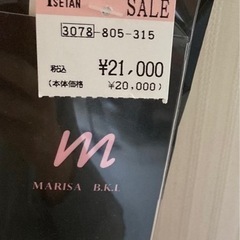 ISETAN SALE
3078-805-315
税込 ¥21,000
(本体価格 ¥20,000)
m
MARISA B.K.I.